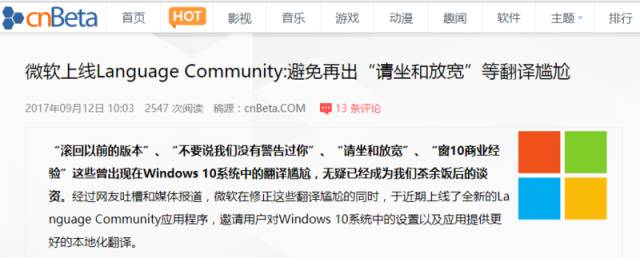 cnBeta 首页 HOT 影视 音乐 游戏 动漫 趣闻 软件 主题 排行
微软上线Language Community:避免再出“请坐和放宽”等翻译尴尬
2017年09月12日 10:03 2547 次阅读 稿源：cnBeta.COM 13 条评论
“滚回以前的版本”、“不要说我们没有警告过你”、“请坐和放宽”、“窗10商业经
验”这些曾出现在Windows 10系统中的翻译尴尬，无疑已经成为我们茶余饭后的谈
资。经过网友吐槽和媒体报道，微软在修正这些翻译尴尬的同时，于近期上线了全新的La
nguage Community应用程序，邀请用户对Windows 10系统中的设置以及应用提供更
好的本地化翻译。